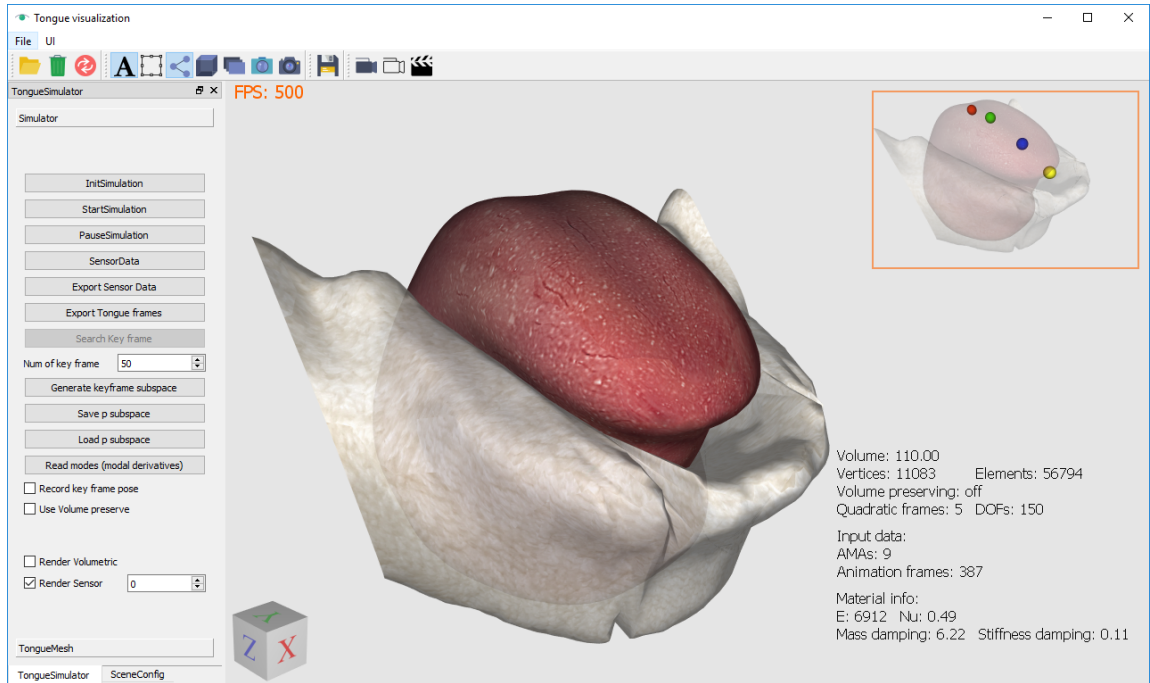 Tongue visualization
File UI
A
TongueSimulator
FPS: 500
Simulator
InitSimulation
StartSimulation
PauseSimulation
SensorData
Export Sensor Data
Export Tongue frames
Search Key frame
Num of key frame 50
Generate keyframe subspace
Save p subspace
Load p subspace
Read modes (modal derivatives)
Record key frame pose
Use Volume preserve
Render Volumetric
Render Sensor 0
TongueMesh
TongueSimulator SceneConfig
Y
Z X
Volume: 110.00
Vertices: 11083 Elements: 56794
Volume preserving: off
Quadratic frames: 5 DOFs: 150
Input data:
AMAs: 9
Animation frames: 387
Material info:
E: 6912 Nu: 0.49
Mass damping: 6.22 Stiffness damping: 0.11